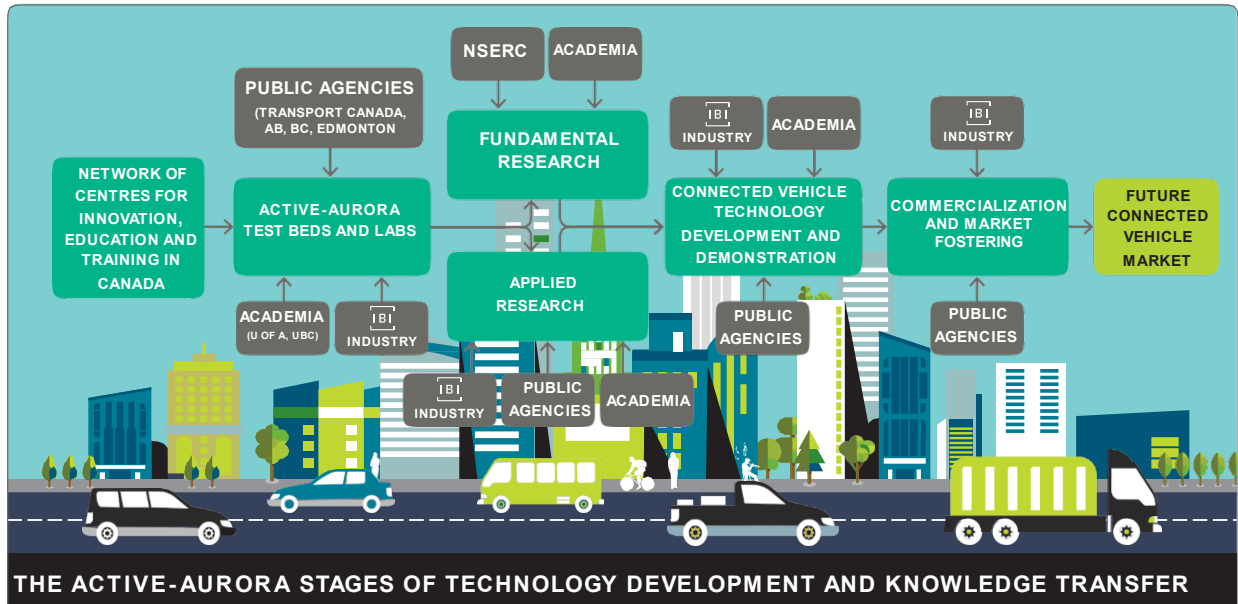 NSERC
ACADEMIA
PUBLIC AGENCIES
(TRANSPORT CANADA,
AB, BC, EDMONTON
FUNDAMENTAL
RESEARCH
IBI
INDUSTRY
ACADEMIA
IBI
INDUSTRY
NETWORK OF
CENTRES FOR
INNOVATION,
EDUCATION AND
TRAINING IN
CANADA
ACTIVE-AURORA
TEST BEDS AND LABS
CONNECTED VEHICLE
TECHNOLOGY
DEVELOPMENT AND
DEMONSTRATION
COMMERCIALIZATION
AND MARKET
FOSTERING
FUTURE
CONNECTED
VEHICLE
MARKET
APPLIED
RESEARCH
ACADEMIA
(U OF A, UBC)
IBI
INDUSTRY
PUBLIC
AGENCIES
PUBLIC
AGENCIES
IBI
INDUSTRY
PUBLIC
AGENCIES
ACADEMIA
THE ACTIVE-AURORA STAGES OF TECHNOLOGY DEVELOPMENT AND KNOWLEDGE TRANSFER